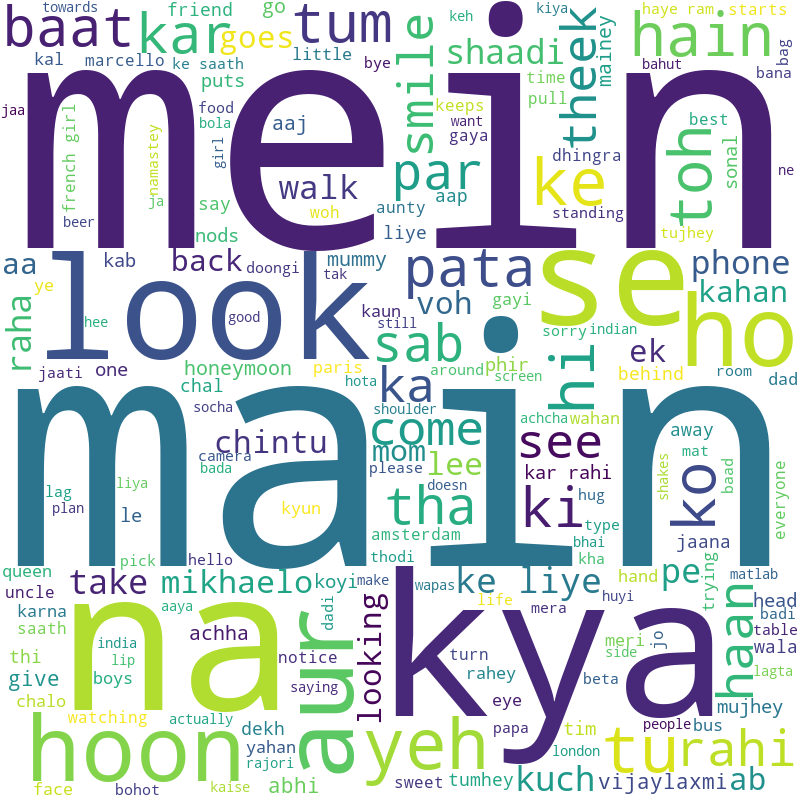 towards
friend
go
keh
kiya
haye ram
starts
baat
kar
goes
tum
smile
shaadi
theek
mainey
hain
bag
kal
marcello
ke saath
little
bye
time
bahut
bana
puts
pull
jaa
french girl
namastey
food
bola
girl
aaj
keeps
want
gaya
mein
toh
best
sonal
ne
walk
par
dhingra
ke
beer
ja
say
woh
aunty
aap
standing
tujhey
nods
liye
aa
kab
back
doongi
mummy
tak
look
pata
se
phone
ye
hee
good
kaun
voh
gayi
kahan
raha
still
sab
sorry
indian
ho
jaati
one
honeymoon
paris
hota
around
phir
screen
hi
ek
behind
room
dad
chal
ka
socha
shoulder
achcha
wahan
main
chintu
come
see
away
camera
mom
lee
kar rahi
mat
bada
please
doesn
hug
ko
shakes
baad
everyone
lag
liya
plan
kyun
tha
ki
type
le
amsterdam
bhai
jaana
pick
hello
thodi
kha
queen
take
mikhaelo
koyi
make
wapas
ke liye
pe
hand
trying
matlab
uncle
aaya
life
huyi
head
karna
na
dadi
looking
kya
mera
haan
badi
saath
achha
aur
meri
jo
table
thi
india
lip
notice
turn
side
wala
give
boys
saying
rahey
eye
beta
lagta
chalo
mujhey
watching
actually
dekh
papa
tim
people
bus
hoon
yahan
yeh
london
tu
rahi
rajori
face
bohot
kaise
abhi
sweet
tumhey
kuch
vijaylaxmi
ab